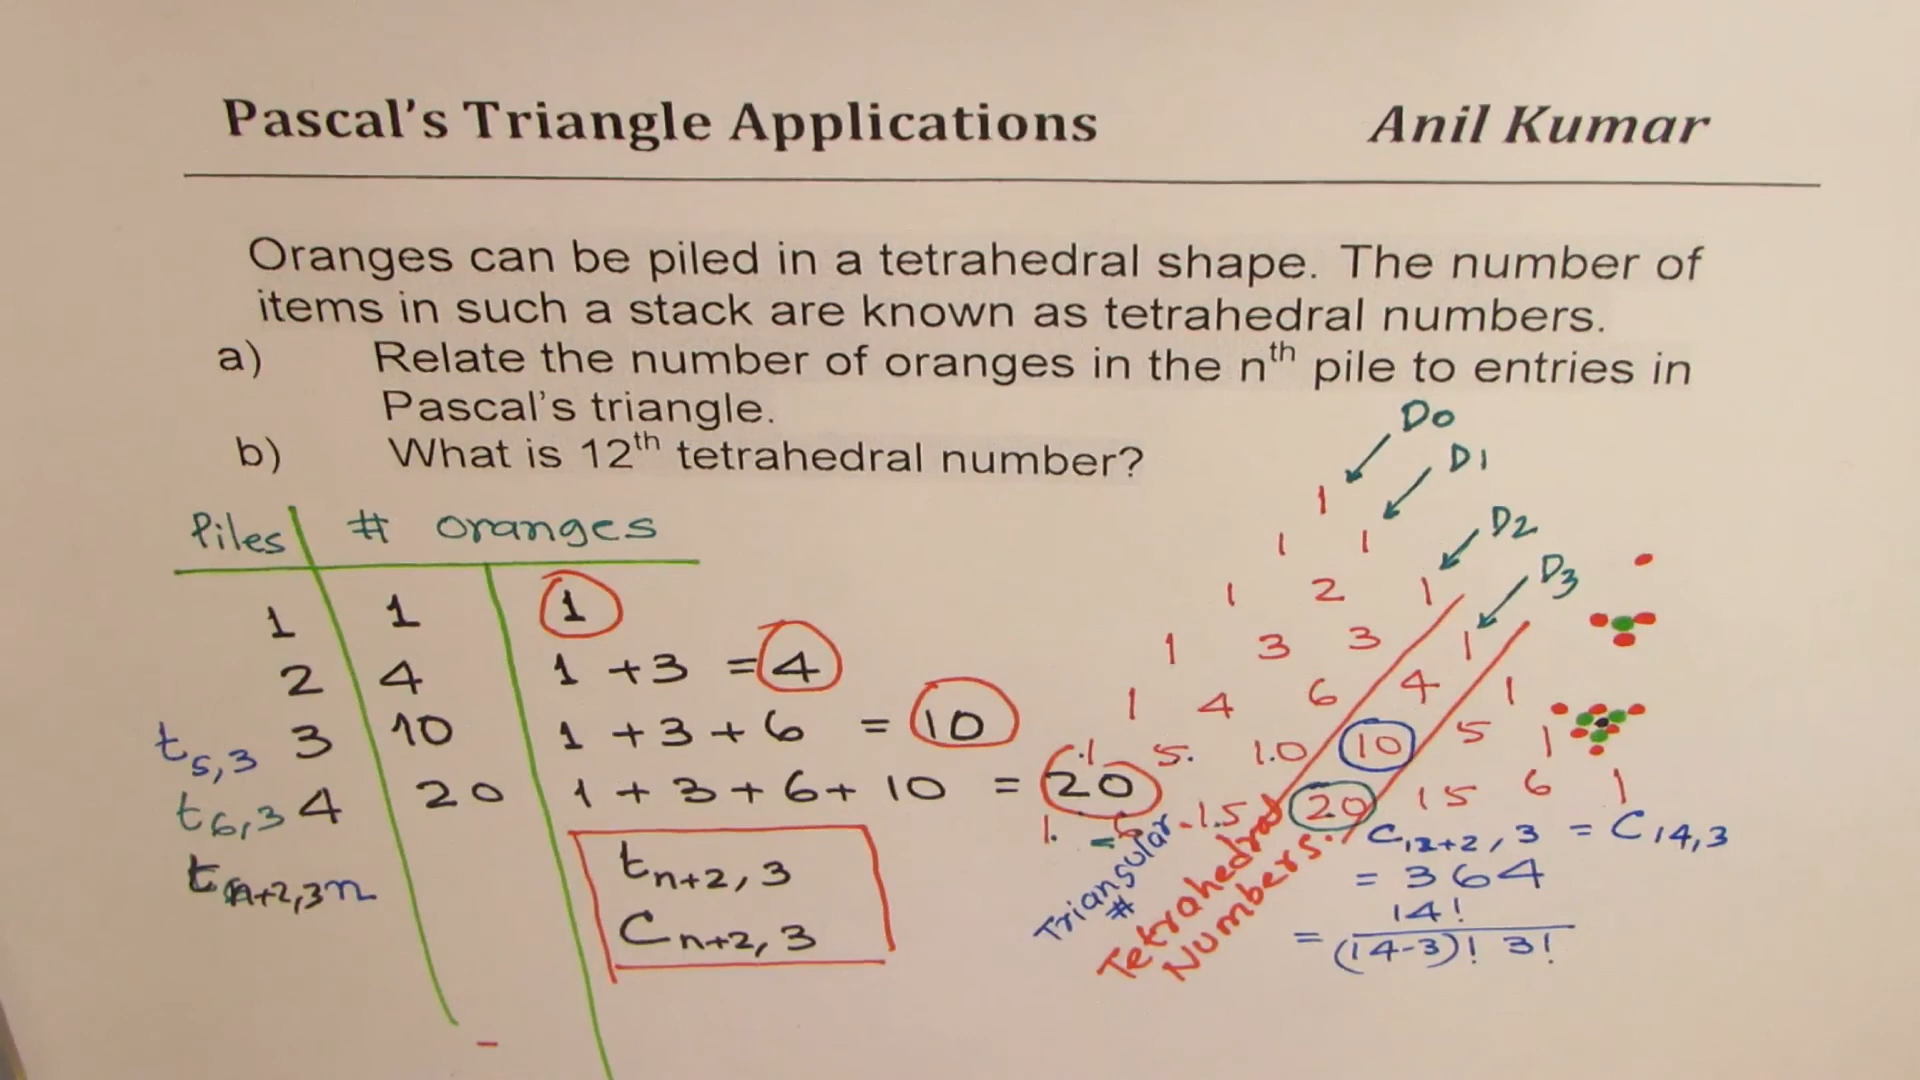 Pascal's Triangle Applications Anil Kumar
Oranges can be piled in a tetrahedral shape. The number of
items in such a stack are known as tetrahedral numbers.
a) Relate the number of oranges in the nth pile to entries in
Pascal's triangle.
b) What is 12th tetrahedral number?
Piles # oranges
1 1 1
2 4 1 + 3 = 4
t5,3 3 10 1 + 3 + 6 = 10
t6,3 4 20 1 + 3 + 6 + 10 = 20
tn+2,3 n
tn+2,3
Cn+2,3
D0
D1
D2
D3
1
1 1
1 2 1
1 3 3 1
1 4 6 4 1
1 5 10 10 5 1
1 6 15 20 15 6 1
Triangular
#
Tetrahedral
Numbers
C12+2,3 = C14,3
= 364
= 14!
(14-3)! 3!